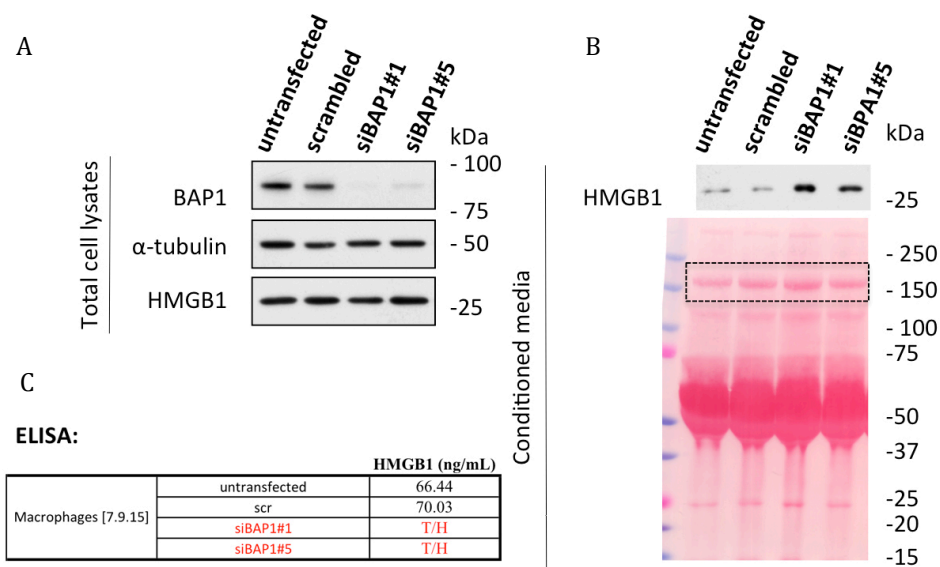 A
untransfected
scrambled
siBAP1#1
siBAP1#5
kDa
Total cell lysates
BAP1
- 100
- 75
α-tubulin
- 50
HMGB1
-25
B
untransfected
scrambled
siBAP1#1
siBPA1#5
kDa
Conditioned media
HMGB1
-25
- 250
- 150
- 100
-75
-50
-37
-25
-20
-15
C
ELISA:
HMGB1 (ng/mL)
Macrophages [7.9.15]
untransfected 66.44
scr 70.03
siBAP1#1 T/H
siBAP1#5 T/H